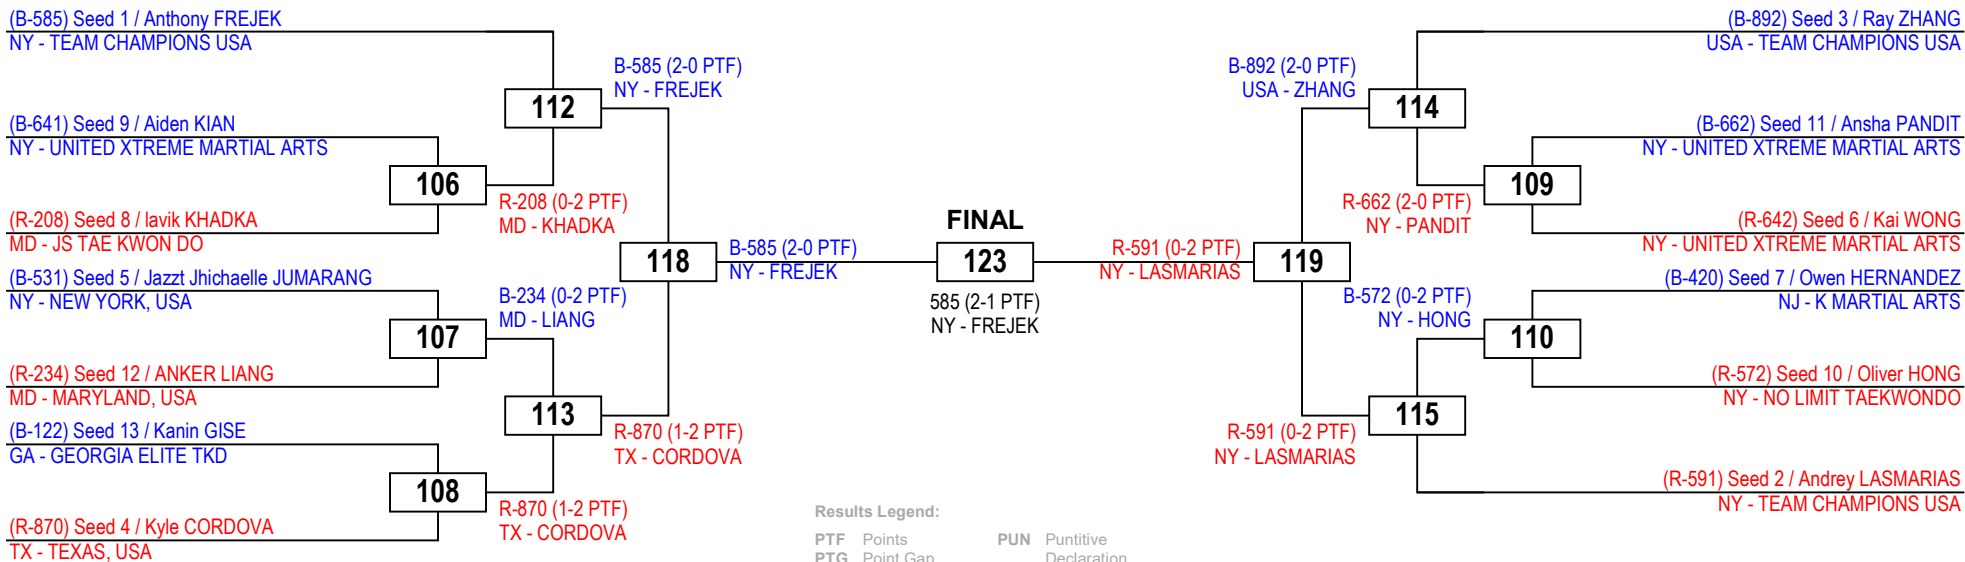 (B-585) Seed 1 / Anthony FREJEK
NY - TEAM CHAMPIONS USA
(B-641) Seed 9 / Aiden KIAN
NY - UNITED XTREME MARTIAL ARTS
(R-208) Seed 8 / lavik KHADKA
MD - JS TAE KWON DO
(B-531) Seed 5 / Jazzt Jhichaelle JUMARANG
NY - NEW YORK, USA
(R-234) Seed 12 / ANKER LIANG
MD - MARYLAND, USA
(B-122) Seed 13 / Kanin GISE
GA - GEORGIA ELITE TKD
(R-870) Seed 4 / Kyle CORDOVA
TX - TEXAS, USA
106
107
108
R-208 (0-2 PTF)
MD - KHADKA
B-234 (0-2 PTF)
MD - LIANG
R-870 (1-2 PTF)
TX - CORDOVA
112
113
B-585 (2-0 PTF)
NY - FREJEK
R-870 (1-2 PTF)
TX - CORDOVA
118
B-585 (2-0 PTF)
NY - FREJEK
FINAL
123
585 (2-1 PTF)
NY - FREJEK
R-591 (0-2 PTF)
NY - LASMARIAS
119
B-892 (2-0 PTF)
USA - ZHANG
R-591 (0-2 PTF)
NY - LASMARIAS
114
115
R-662 (2-0 PTF)
NY - PANDIT
B-572 (0-2 PTF)
NY - HONG
109
110
(B-892) Seed 3 / Ray ZHANG
USA - TEAM CHAMPIONS USA
(B-662) Seed 11 / Ansha PANDIT
NY - UNITED XTREME MARTIAL ARTS
(R-642) Seed 6 / Kai WONG
NY - UNITED XTREME MARTIAL ARTS
(B-420) Seed 7 / Owen HERNANDEZ
NJ - K MARTIAL ARTS
(R-572) Seed 10 / Oliver HONG
NY - NO LIMIT TAEKWONDO
(R-591) Seed 2 / Andrey LASMARIAS
NY - TEAM CHAMPIONS USA
Results Legend:
PTF Points
PTG Point Gap
PUN Puntitive
Declaration